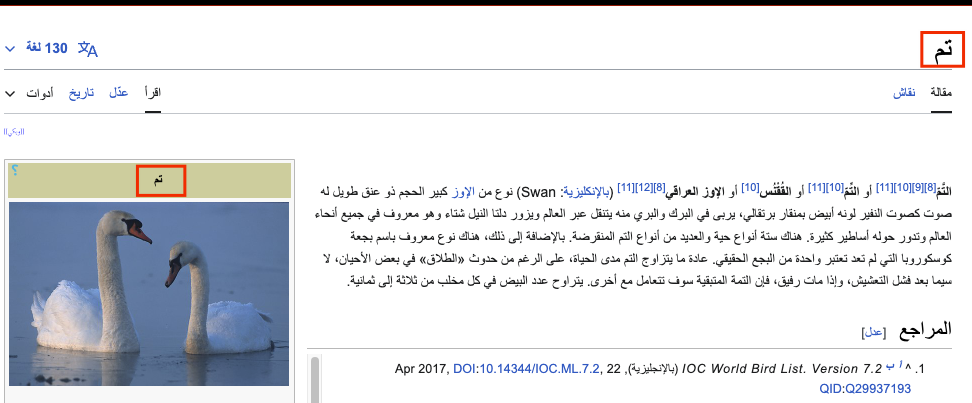 تم
130 لغة
مقالة
نقاش
اقرأ
عدّل
تاريخ
أدوات
؟
تم
التَّمّ[8][9][10][11] أو التُّمّ[10][11] أو القُقْنُس[10] أو الإوز العراقي[8][12][11] (بالإنكليزية: Swan) نوع من الإوز كبير الحجم ذو عنق طويل له
صوت كصوت النفير لونه أبيض بمنقار برتقالي، يربى في البرك والبري منه يتنقل عبر العالم ويزور دلتا النيل شتاء وهو معروف في جميع أنحاء
العالم وتدور حوله أساطير كثيرة. هناك ستة أنواع حية والعديد من أنواع التم المنقرضة. بالإضافة إلى ذلك، هناك نوع معروف باسم بجعة
كوسكوروبا التي لم تعد تعتبر واحدة من البجع الحقيقي. عادة ما يتزاوج التم مدى الحياة، على الرغم من حدوث «الطلاق» في بعض الأحيان، لا
سيما بعد فشل التعشيش، وإذا مات رفيق، فإن التمة المتبقية سوف تتعامل مع أخرى. يتراوح عدد البيض في كل مخلب من ثلاثة إلى ثمانية.
المراجع [عدل]
1. ^ أ ب IOC World Bird List. Version 7.2 (بالإنجليزية), 22 Apr 2017, DOI:10.14344/IOC.ML.7.2,
QID:Q29937193